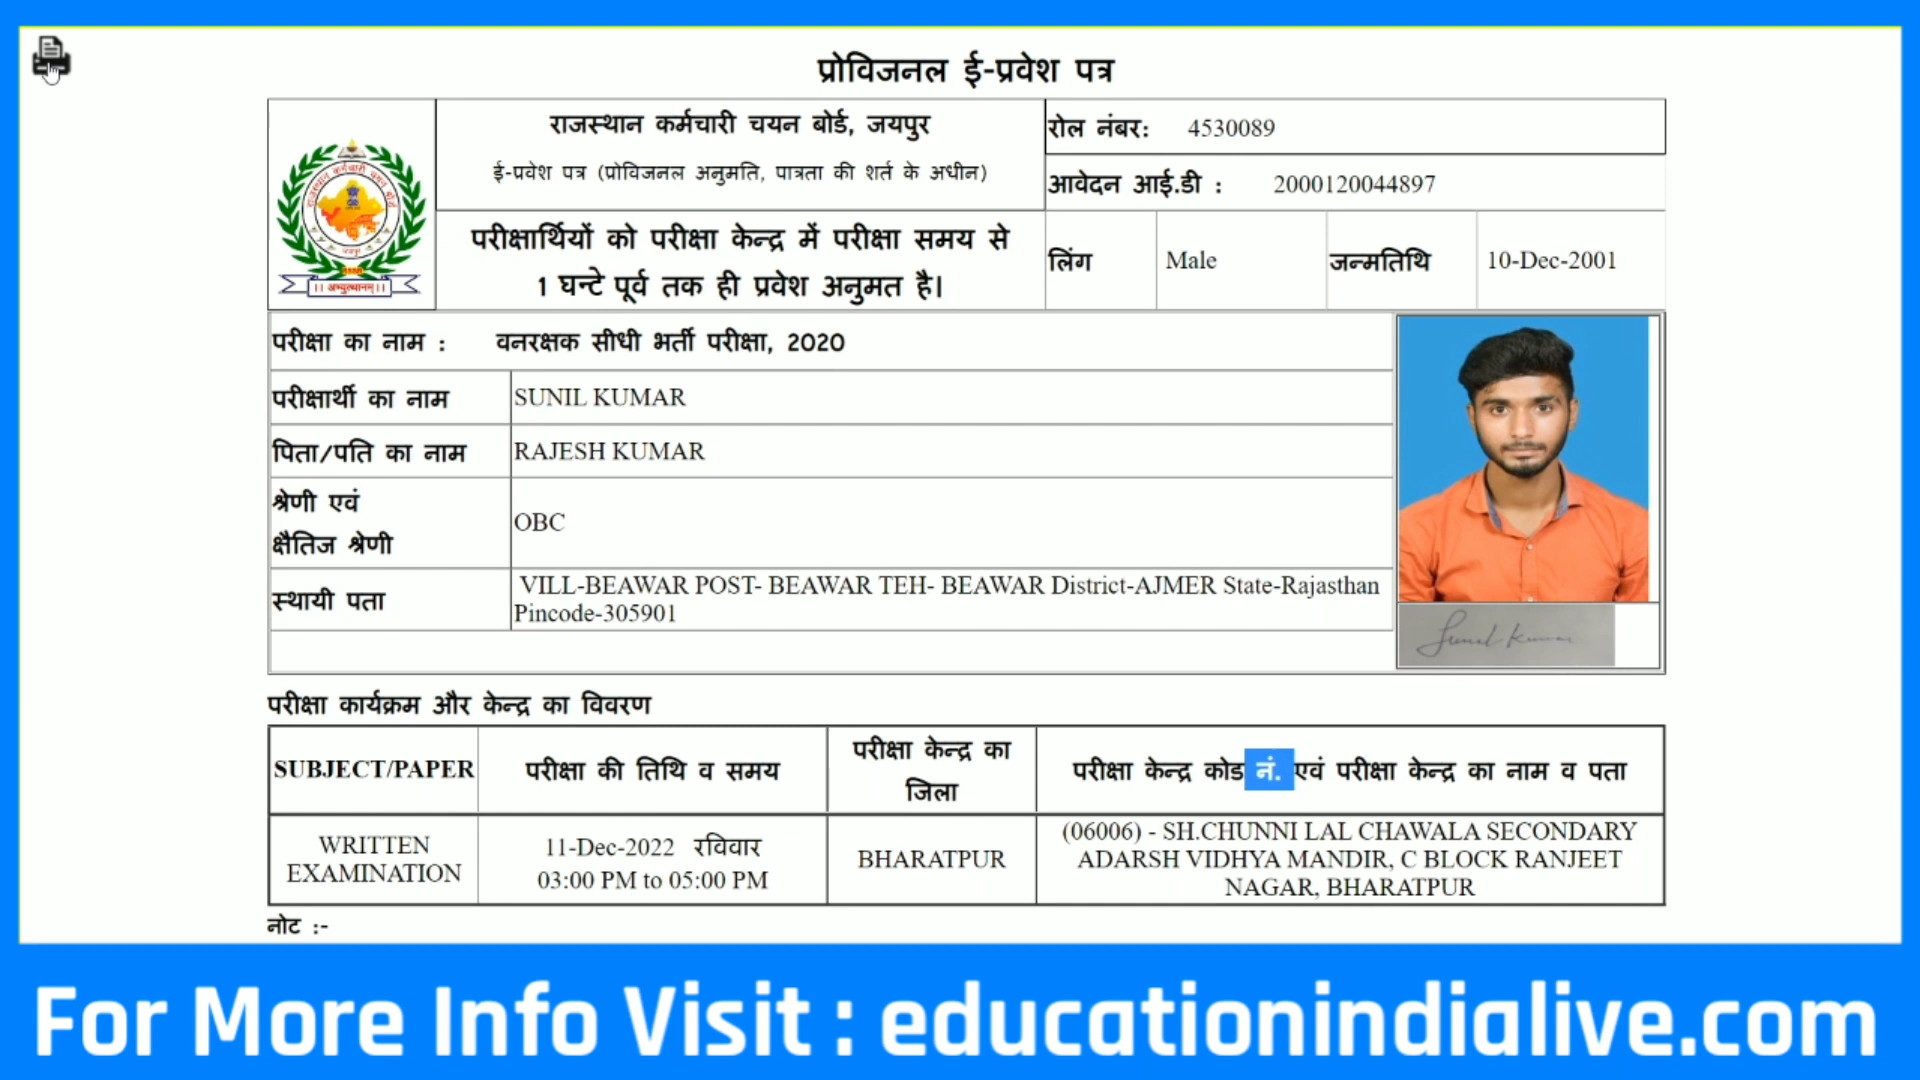 प्रोविजनल ई-प्रवेश पत्र
राजस्थान कर्मचारी चयन बोर्ड, जयपुर
ई-प्रवेश पत्र (प्रोविजनल अनुमति, पात्रता की शर्त के अधीन)
रोल नंबर: 4530089
आवेदन आई.डी : 2000120044897
परीक्षार्थियों को परीक्षा केन्द्र में परीक्षा समय से
1 घन्टे पूर्व तक ही प्रवेश अनुमत है।
लिंग Male जन्मतिथि 10-Dec-2001
परीक्षा का नाम : वनरक्षक सीधी भर्ती परीक्षा, 2020
परीक्षार्थी का नाम SUNIL KUMAR
पिता/पति का नाम RAJESH KUMAR
श्रेणी एवं
क्षैतिज श्रेणी
OBC
स्थायी पता
VILL-BEAWAR POST- BEAWAR TEH- BEAWAR District-AJMER State-Rajasthan
Pincode-305901
Sunil Kumar
परीक्षा कार्यक्रम और केन्द्र का विवरण
SUBJECT/PAPER
परीक्षा की तिथि व समय
परीक्षा केन्द्र का
जिला
परीक्षा केन्द्र कोड नं. एवं परीक्षा केन्द्र का नाम व पता
WRITTEN
EXAMINATION
11-Dec-2022 रविवार
03:00 PM to 05:00 PM
BHARATPUR
(06006) - SH.CHUNNI LAL CHAWALA SECONDARY
ADARSH VIDHYA MANDIR, C BLOCK RANJEET
NAGAR, BHARATPUR
नोट :-
For More Info Visit : educationindialive.com